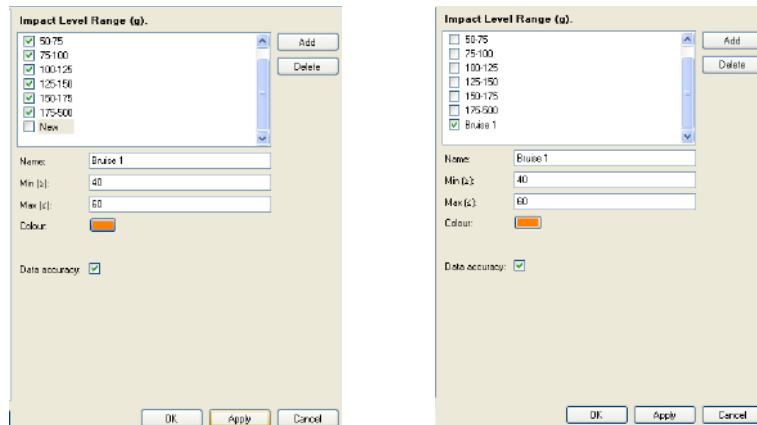 Impact Level Range (g).
50-75
75-100
100-125
125-150
150-175
175-500
New
Add
Delete
Name: Bruise 1
Min (≥): 40
Max (≤): 60
Colour:
Data accuracy:
OK Apply Cancel
Impact Level Range (g).
50-75
75-100
100-125
125-150
150-175
175-500
Bruise 1
Add
Delete
Name: Bruise 1
Min (≥): 40
Max (≤): 60
Colour:
Data accuracy:
OK Apply Cancel